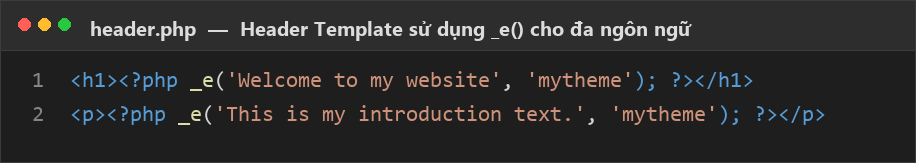 header.php — Header Template sử dụng _e() cho đa ngôn ngữ
1 <h1><?php _e('Welcome to my website', 'mytheme'); ?></h1>
2 <p><?php _e('This is my introduction text.', 'mytheme'); ?></p>